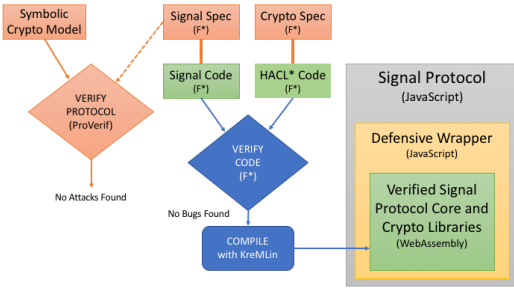 Symbolic
Crypto Model
Signal Spec
(F*)
Crypto Spec
(F*)
Signal Code
(F*)
HACL* Code
(F*)
VERIFY
PROTOCOL
(ProVerif)
No Attacks Found
VERIFY
CODE
(F*)
No Bugs Found
COMPILE
with KreMLin
Signal Protocol
(JavaScript)
Defensive Wrapper
(JavaScript)
Verified Signal
Protocol Core and
Crypto Libraries
(WebAssembly)